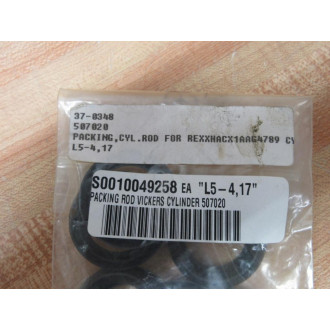 37-0348
507020
PACKING,CYL.ROD FOR REXXHACX1AAG4789 CY
L5-4,17
S0010049258 EA "L5-4,17"
PACKING ROD VICKERS CYLINDER 507020